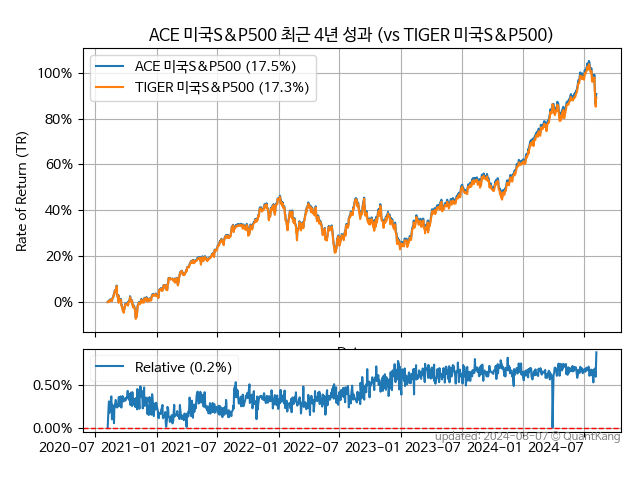 ACE 미국S&P500 최근 4년 성과 (vs TIGER 미국S&P500)
ACE 미국S&P500 (17.5%)
TIGER 미국S&P500 (17.3%)
Rate of Return (TR)
100%
80%
60%
40%
20%
0%
Relative (0.2%)
0.50%
0.00%
2020-07 2021-01 2021-07 2022-01 2022-07 2023-01 2023-07 2024-01 2024-07
updated: 2024-08-07 © QuantKang